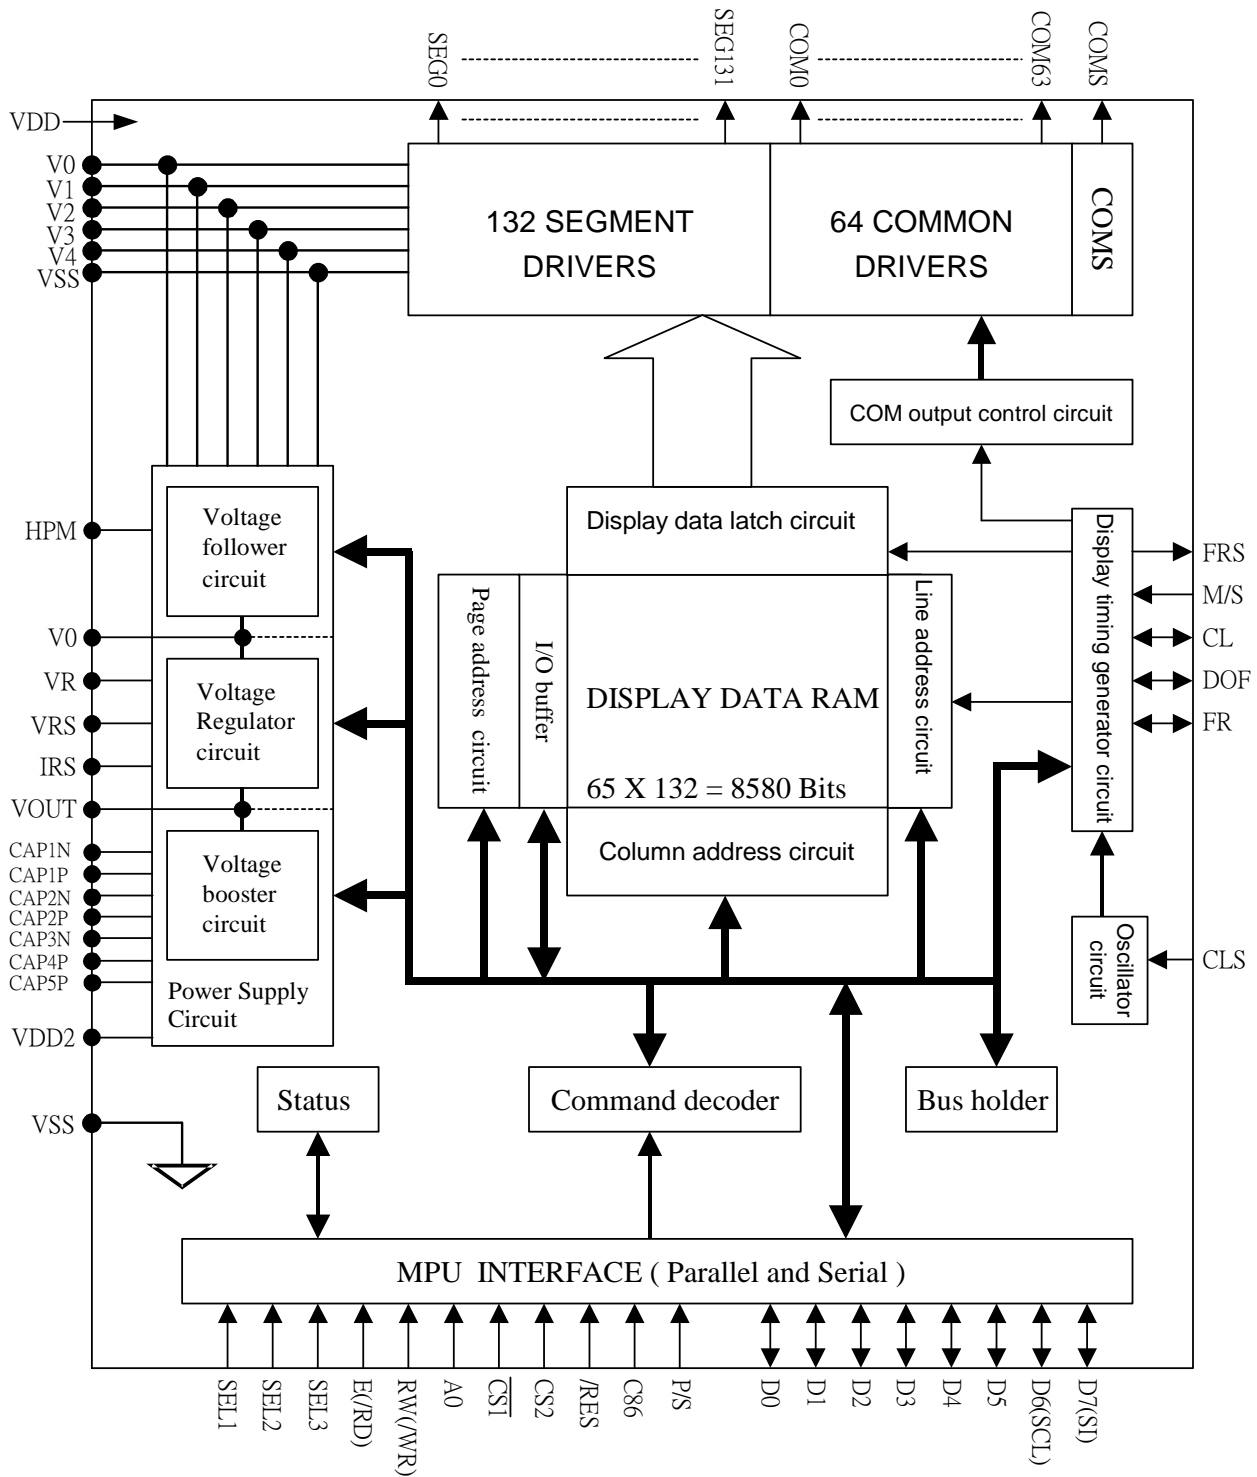 SEG0
SEG131
COM0
COM63
COMS
VDD
V0
V1
V2
V3
V4
VSS
132 SEGMENT
DRIVERS
64 COMMON
DRIVERS
COMS
COM output control circuit
HPM
V0
VR
VRS
IRS
VOUT
CAP1N
CAP1P
CAP2N
CAP2P
CAP3N
CAP4P
CAP5P
VDD2
VSS
Voltage
follower
circuit
Voltage
Regulator
circuit
Voltage
booster
circuit
Power Supply
Circuit
Display data latch circuit
Page address circuit
I/O buffer
DISPLAY DATA RAM
65 X 132 = 8580 Bits
Line address circuit
Column address circuit
Display timing generator circuit
FRS
M/S
CL
DOF
FR
Oscillator
circuit
CLS
Status
Command decoder
Bus holder
MPU INTERFACE ( Parallel and Serial )
SEL1
SEL2
SEL3
E(/RD)
RW(/WR)
A0
CS1
CS2
/RES
C86
P/S
D0
D1
D2
D3
D4
D5
D6(SCL)
D7(SI)